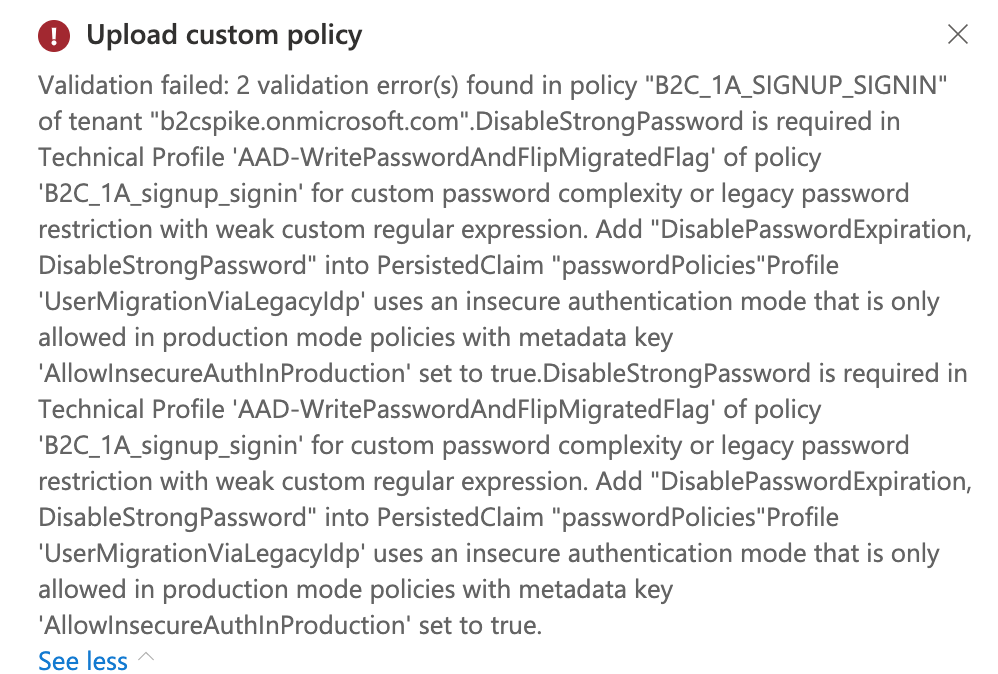 Upload custom policy
Validation failed: 2 validation error(s) found in policy "B2C_1A_SIGNUP_SIGNIN"
of tenant "b2cspike.onmicrosoft.com".DisableStrongPassword is required in
Technical Profile 'AAD-WritePasswordAndFlipMigratedFlag' of policy
'B2C_1A_signup_signin' for custom password complexity or legacy password
restriction with weak custom regular expression. Add "DisablePasswordExpiration,
DisableStrongPassword" into PersistedClaim "passwordPolicies"Profile
'UserMigrationViaLegacyIdp' uses an insecure authentication mode that is only
allowed in production mode policies with metadata key
'AllowInsecureAuthInProduction' set to true.DisableStrongPassword is required in
Technical Profile 'AAD-WritePasswordAndFlipMigratedFlag' of policy
'B2C_1A_signup_signin' for custom password complexity or legacy password
restriction with weak custom regular expression. Add "DisablePasswordExpiration,
DisableStrongPassword" into PersistedClaim "passwordPolicies"Profile
'UserMigrationViaLegacyIdp' uses an insecure authentication mode that is only
allowed in production mode policies with metadata key
'AllowInsecureAuthInProduction' set to true.
See less